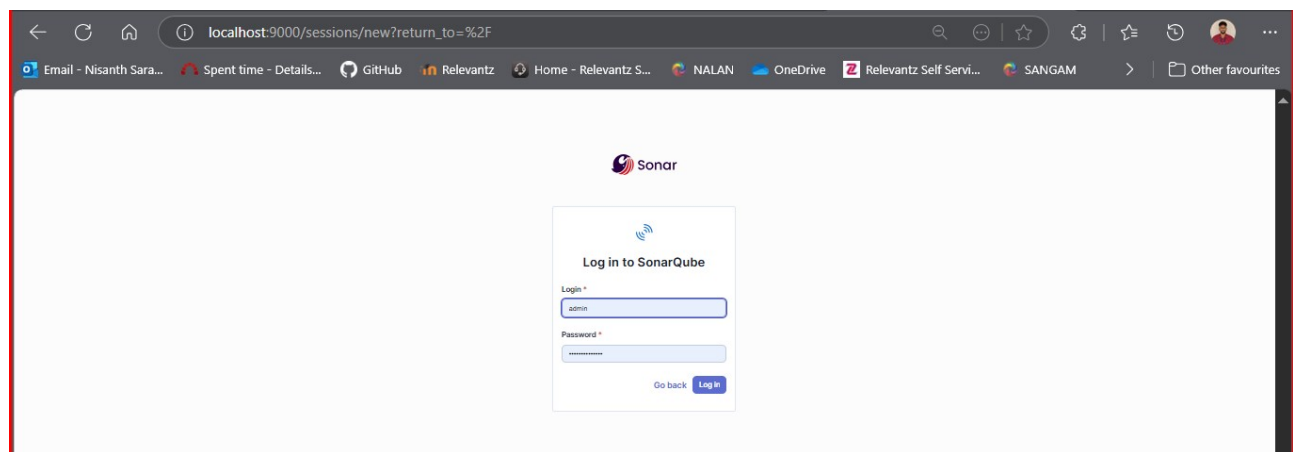 localhost:9000/sessions/new?return_to=%2F
Email - Nisanth Sara... Spent time - Details... GitHub Relevantz Home - Relevantz S... NALAN OneDrive Relevantz Self Servi... SANGAM Other favourites
Sonar
Log in to SonarQube
Login *
admin
Password *
Go back Log in